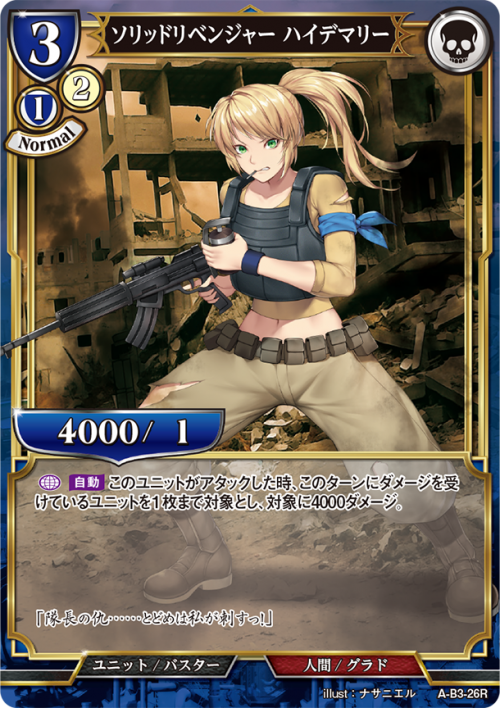 3
ソリッドリベンジャー ハイデマリー
1
2
Normal
4000/ 1
自動 このユニットがアタックした時、このターンにダメージを受
けているユニットを1枚まで対象とし、対象に4000ダメージ。
「隊長の仇……とどめは私が刺すっ!」
ユニット / バスター
人間 / グラド
illust：ナサニエル
A-B3-26R